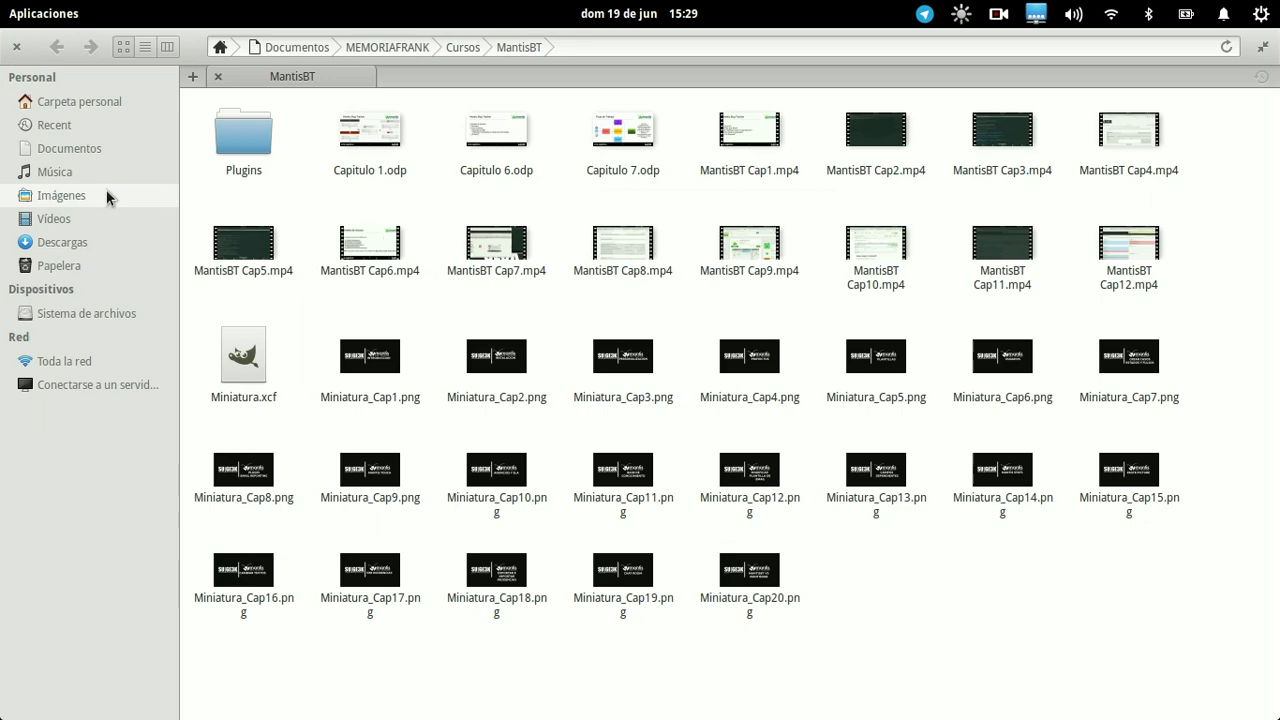 Aplicaciones
dom 19 de jun 15:29
Documentos
MEMORIAFRANK
Cursos
MantisBT
Personal
Carpeta personal
Recent
Documentos
Música
Imágenes
Vídeos
Descargas
Papelera
Dispositivos
Sistema de archivos
Red
Toda la red
Conectarse a un servid...
MantisBT
Plugins
Capitulo 1.odp
Capitulo 6.odp
Capitulo 7.odp
MantisBT Cap1.mp4
MantisBT Cap2.mp4
MantisBT Cap3.mp4
MantisBT Cap4.mp4
MantisBT Cap5.mp4
MantisBT Cap6.mp4
MantisBT Cap7.mp4
MantisBT Cap8.mp4
MantisBT Cap9.mp4
MantisBT
Cap10.mp4
MantisBT
Cap11.mp4
MantisBT
Cap12.mp4
Miniatura.xcf
Miniatura_Cap1.png
Miniatura_Cap2.png
Miniatura_Cap3.png
Miniatura_Cap4.png
Miniatura_Cap5.png
Miniatura_Cap6.png
Miniatura_Cap7.png
Miniatura_Cap8.png
Miniatura_Cap9.png
Miniatura_Cap10.pn
g
Miniatura_Cap11.pn
g
Miniatura_Cap12.pn
g
Miniatura_Cap13.pn
g
Miniatura_Cap14.pn
g
Miniatura_Cap15.pn
g
Miniatura_Cap16.pn
g
Miniatura_Cap17.pn
g
Miniatura_Cap18.pn
g
Miniatura_Cap19.pn
g
Miniatura_Cap20.pn
g